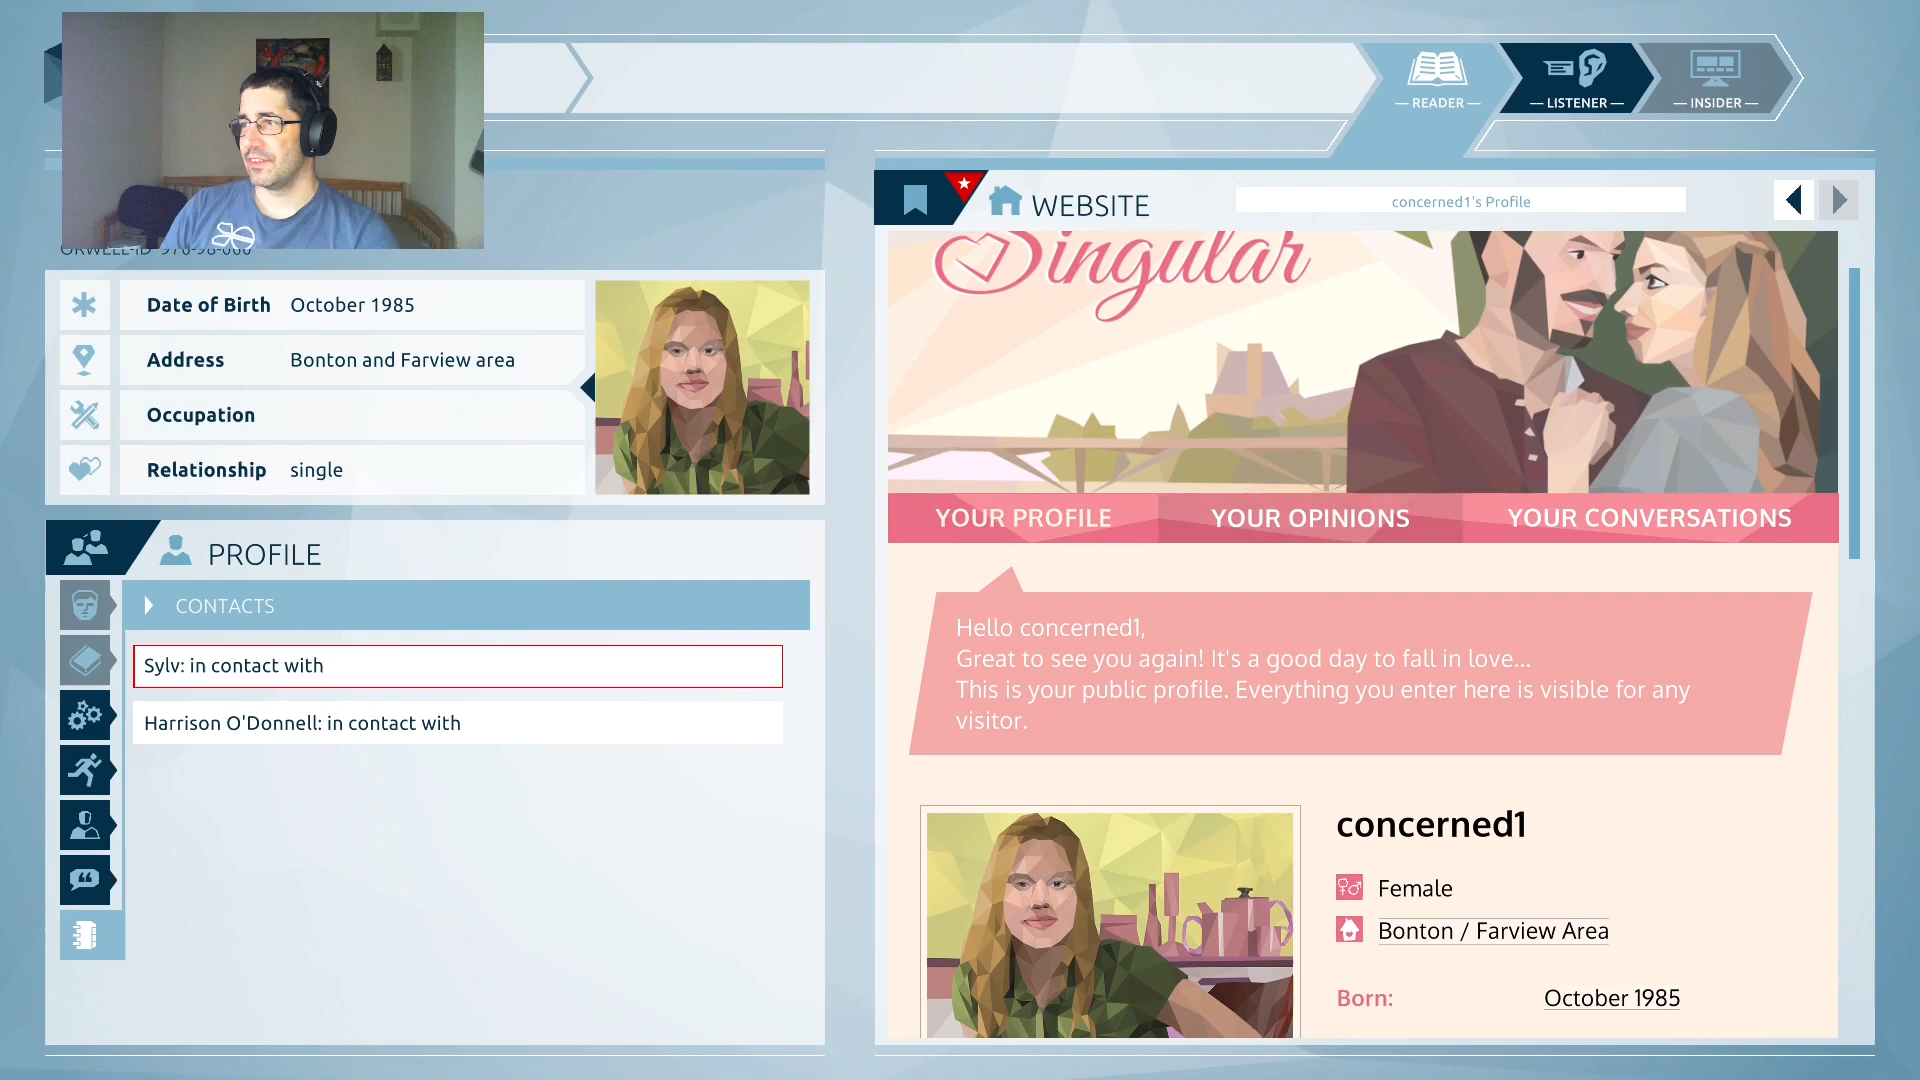 READER
LISTENER
INSIDER
WEBSITE
concerned1's Profile
Date of Birth October 1985
Address Bonton and Farview area
Occupation
Relationship single
PROFILE
CONTACTS
Sylv: in contact with
Harrison O'Donnell: in contact with
Singular
YOUR PROFILE YOUR OPINIONS YOUR CONVERSATIONS
Hello concerned1,
Great to see you again! It's a good day to fall in love...
This is your public profile. Everything you enter here is visible for any
visitor.
concerned1
Female
Bonton / Farview Area
Born: October 1985